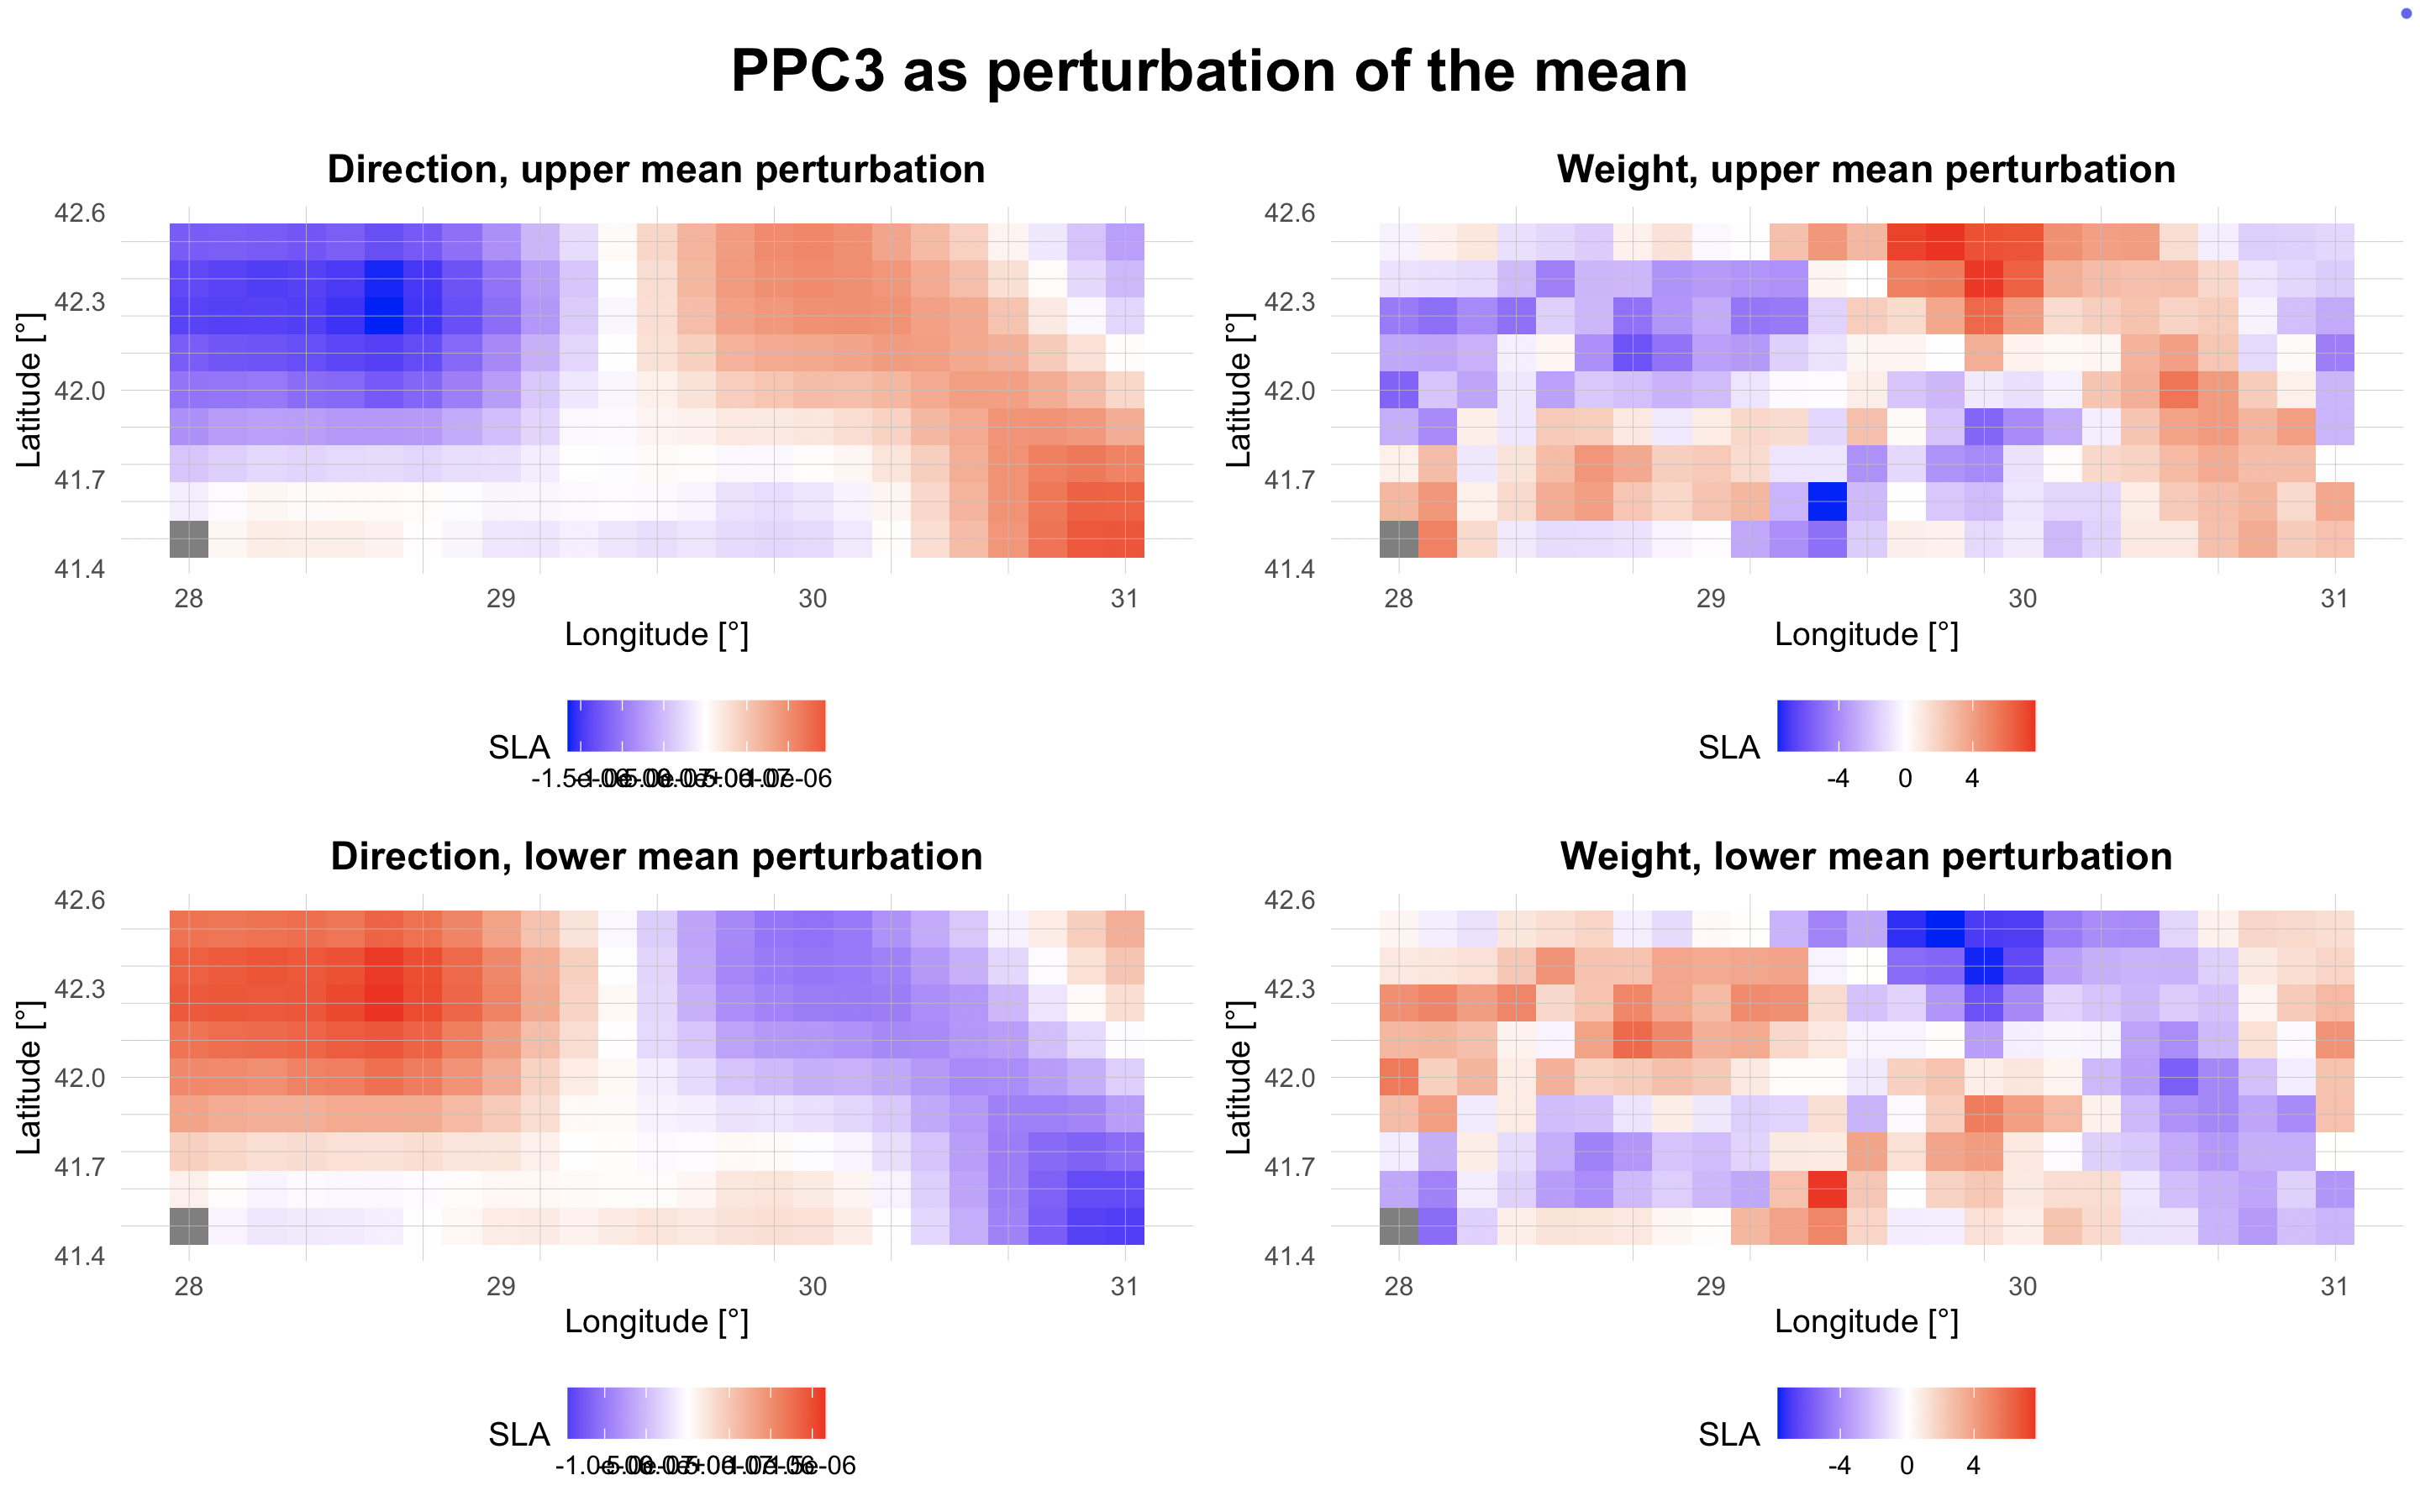 PPC3 as perturbation of the mean
Direction, upper mean perturbation
Latitude [°]
42.6
42.3
42.0
41.7
41.4
28 29 30 31
Longitude [°]
SLA
Weight, upper mean perturbation
Latitude [°]
42.6
42.3
42.0
41.7
41.4
28 29 30 31
Longitude [°]
SLA
-4 0 4
Direction, lower mean perturbation
Latitude [°]
42.6
42.3
42.0
41.7
41.4
28 29 30 31
Longitude [°]
SLA
Weight, lower mean perturbation
Latitude [°]
42.6
42.3
42.0
41.7
41.4
28 29 30 31
Longitude [°]
SLA
-4 0 4